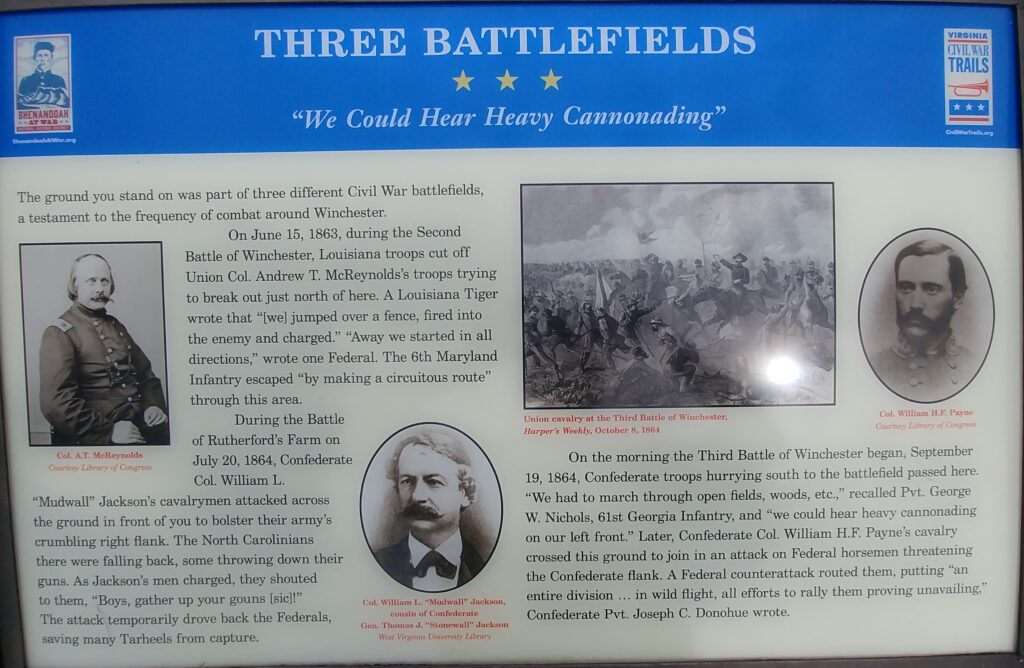 THREE BATTLEFIELDS
"We Could Hear Heavy Cannonading"
SHENANDOAH
AT WAR
ShenandoahAtWar.org
VIRGINIA
CIVIL WAR
TRAILS
CivilWarTrails.org
The ground you stand on was part of three different Civil War battlefields,
a testament to the frequency of combat around Winchester.
On June 15, 1863, during the Second
Battle of Winchester, Louisiana troops cut off
Union Col. Andrew T. McReynolds's troops trying
to break out just north of here. A Louisiana Tiger
wrote that "[we] jumped over a fence, fired into
the enemy and charged." "Away we started in all
directions," wrote one Federal. The 6th Maryland
Infantry escaped "by making a circuitous route"
through this area.
Col. A.T. McReynolds
Courtesy Library of Congress
During the Battle
of Rutherford's Farm on
July 20, 1864, Confederate
Col. William L.
"Mudwall" Jackson's cavalrymen attacked across
the ground in front of you to bolster their army's
crumbling right flank. The North Carolinians
there were falling back, some throwing down their
guns. As Jackson's men charged, they shouted
to them, "Boys, gather up your gouns [sic]!"
The attack temporarily drove back the Federals,
saving many Tarheels from capture.
Col. William L. "Mudwall" Jackson,
cousin of Confederate
Gen. Thomas J. "Stonewall" Jackson
West Virginia University Library
Union cavalry at the Third Battle of Winchester,
Harper's Weekly, October 8, 1864
Col. William H.F. Payne
Courtesy Library of Congress
On the morning the Third Battle of Winchester began, September
19, 1864, Confederate troops hurrying south to the battlefield passed here.
"We had to march through open fields, woods, etc.," recalled Pvt. George
W. Nichols, 61st Georgia Infantry, and "we could hear heavy cannonading
on our left front." Later, Confederate Col. William H.F. Payne's cavalry
crossed this ground to join in an attack on Federal horsemen threatening
the Confederate flank. A Federal counterattack routed them, putting "an
entire division … in wild flight, all efforts to rally them proving unavailing,"
Confederate Pvt. Joseph C. Donohue wrote.